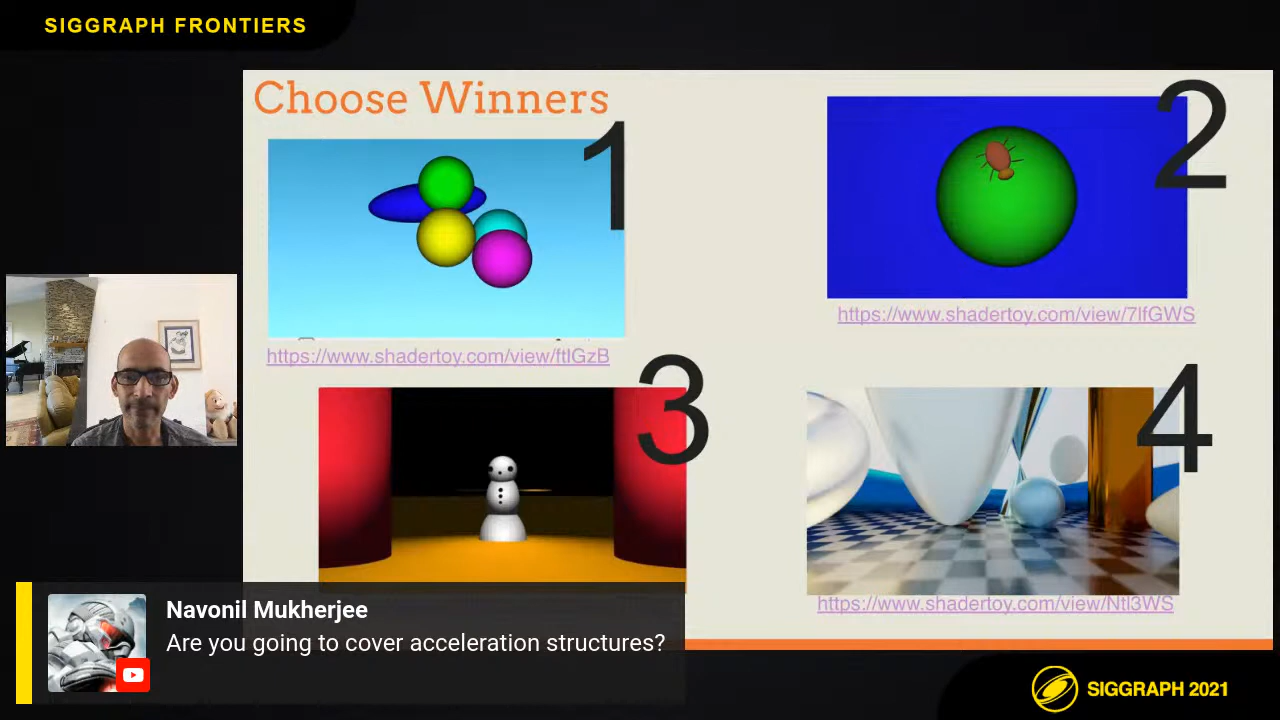 SIGGRAPH FRONTIERS
Choose Winners
1
2
https://www.shadertoy.com/view/7lfGWS
https://www.shadertoy.com/view/ftlGzB
3
4
https://www.shadertoy.com/view/Ntl3WS
Navonil Mukherjee
Are you going to cover acceleration structures?
SIGGRAPH 2021